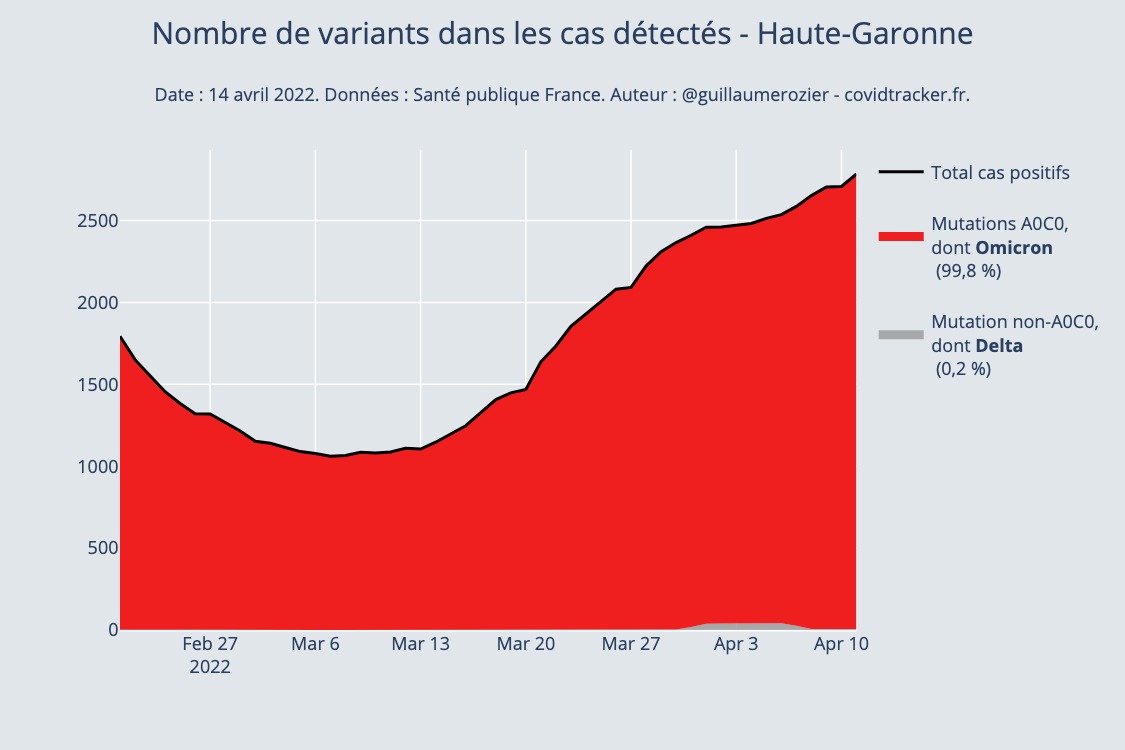 Nombre de variants dans les cas détectés - Haute-Garonne
Date : 14 avril 2022. Données : Santé publique France. Auteur : @guillaumerozier - covidtracker.fr.
2500
2000
1500
1000
500
0
Feb 27
2022
Mar 6
Mar 13
Mar 20
Mar 27
Apr 3
Apr 10
Total cas positifs
Mutations A0C0,
dont Omicron
(99,8 %)
Mutation non-A0C0,
dont Delta
(0,2 %)